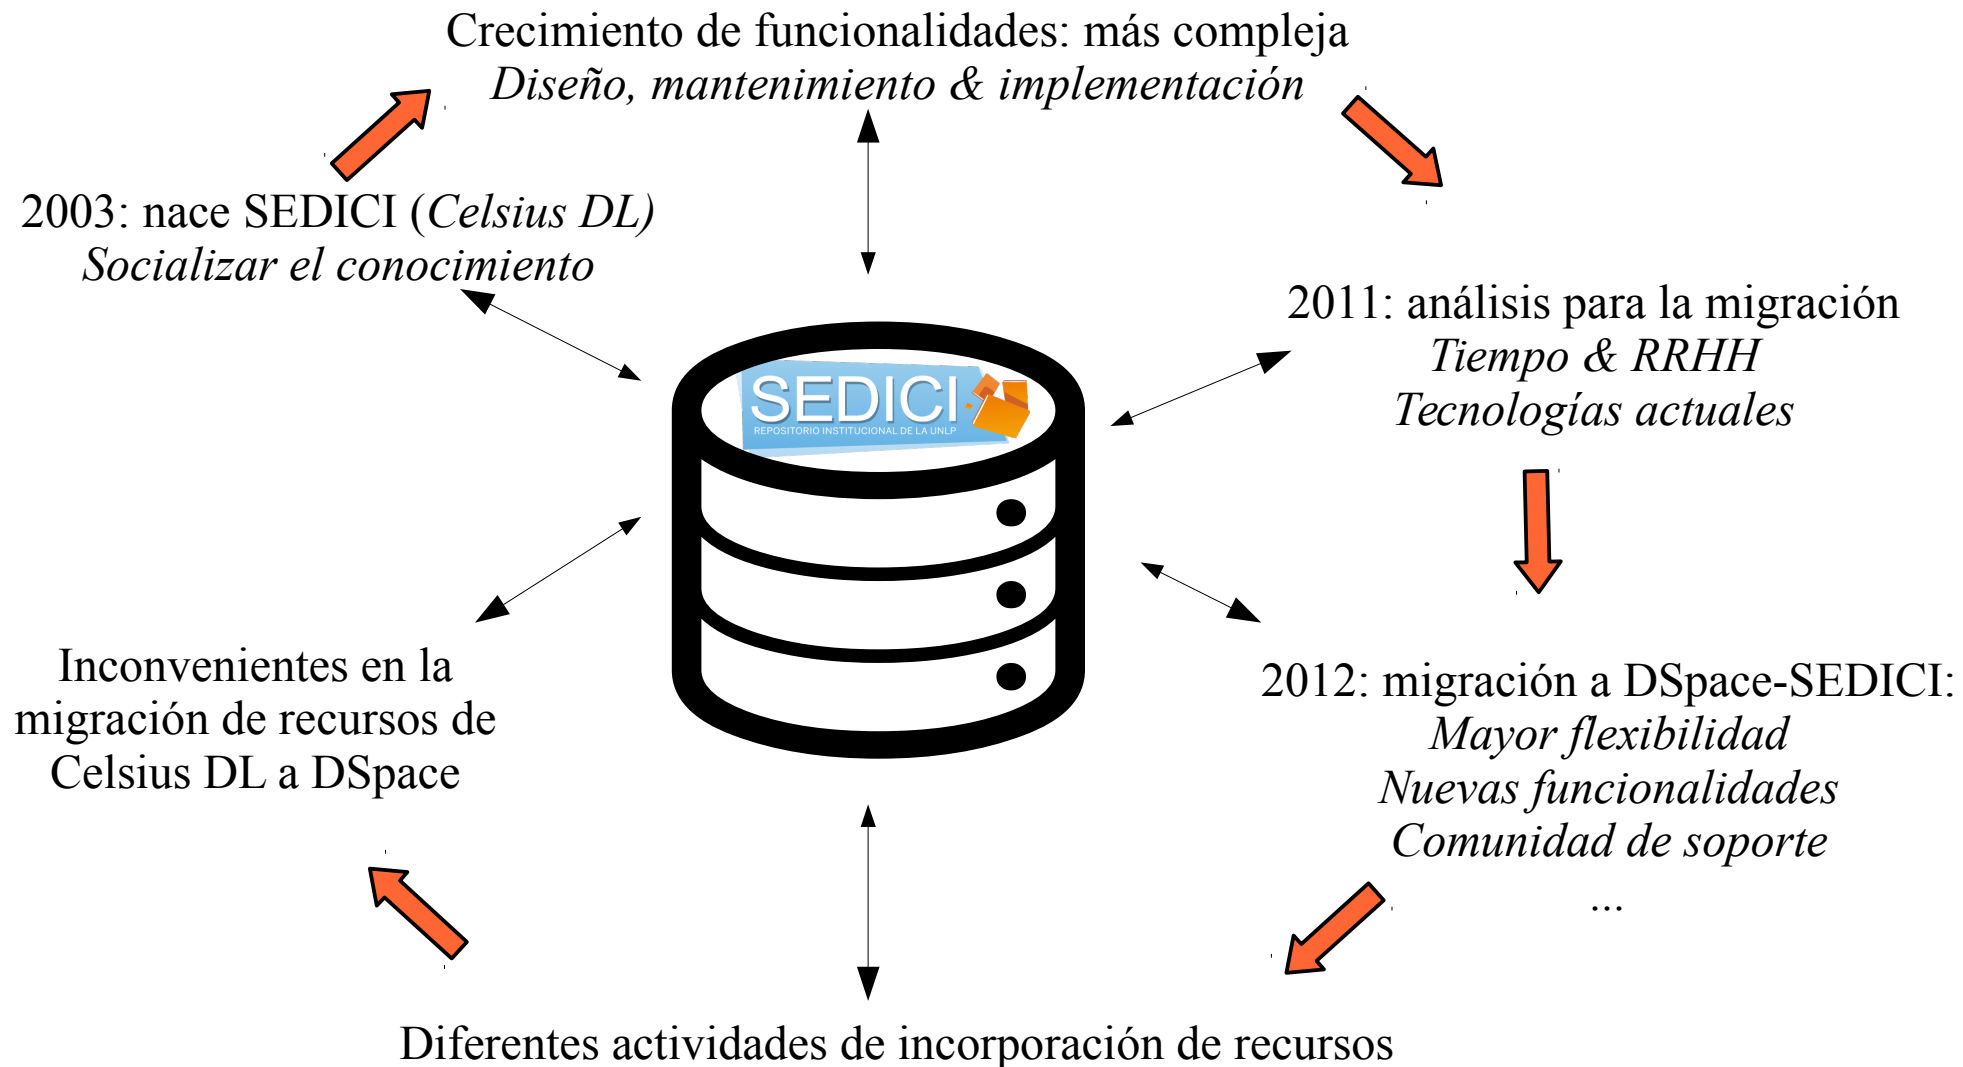 Crecimiento de funcionalidades: más compleja
Diseño, mantenimiento & implementación
2003: nace SEDICI (Celsius DL)
Socializar el conocimiento
2011: análisis para la migración
Tiempo & RRHH
Tecnologías actuales
SEDICI
REPOSITORIO INSTITUCIONAL DE LA UNLP
Inconvenientes en la
migración de recursos de
Celsius DL a DSpace
2012: migración a DSpace-SEDICI:
Mayor flexibilidad
Nuevas funcionalidades
Comunidad de soporte
...
Diferentes actividades de incorporación de recursos